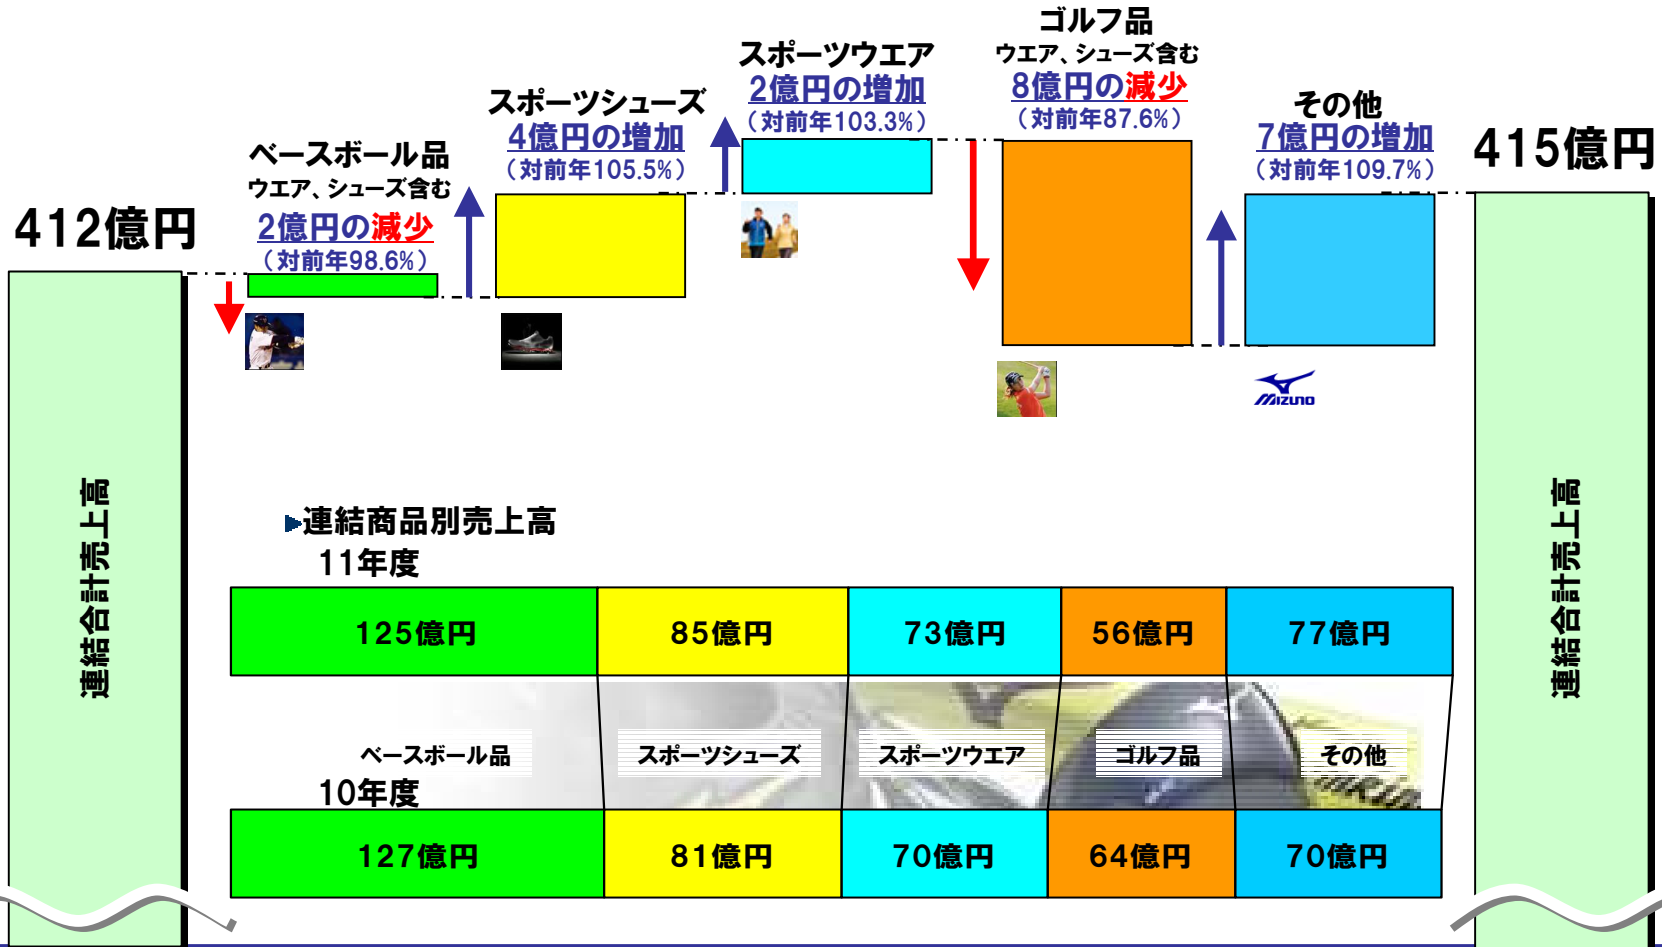 ゴルフ品
ウエア、シューズ含む
8億円の減少
（対前年87.6%）
スポーツウエア
2億円の増加
（対前年103.3%）
スポーツシューズ
4億円の増加
（対前年105.5%）
その他
7億円の増加
（対前年109.7%）
415億円
ベースボール品
ウエア、シューズ含む
2億円の減少
（対前年98.6%）
412億円
MIZUNO
連結合計売上高
連結合計売上高
連結商品別売上高
11年度
125億円 85億円 73億円 56億円 77億円
ベースボール品 スポーツシューズ スポーツウエア ゴルフ品 その他
10年度
127億円 81億円 70億円 64億円 70億円